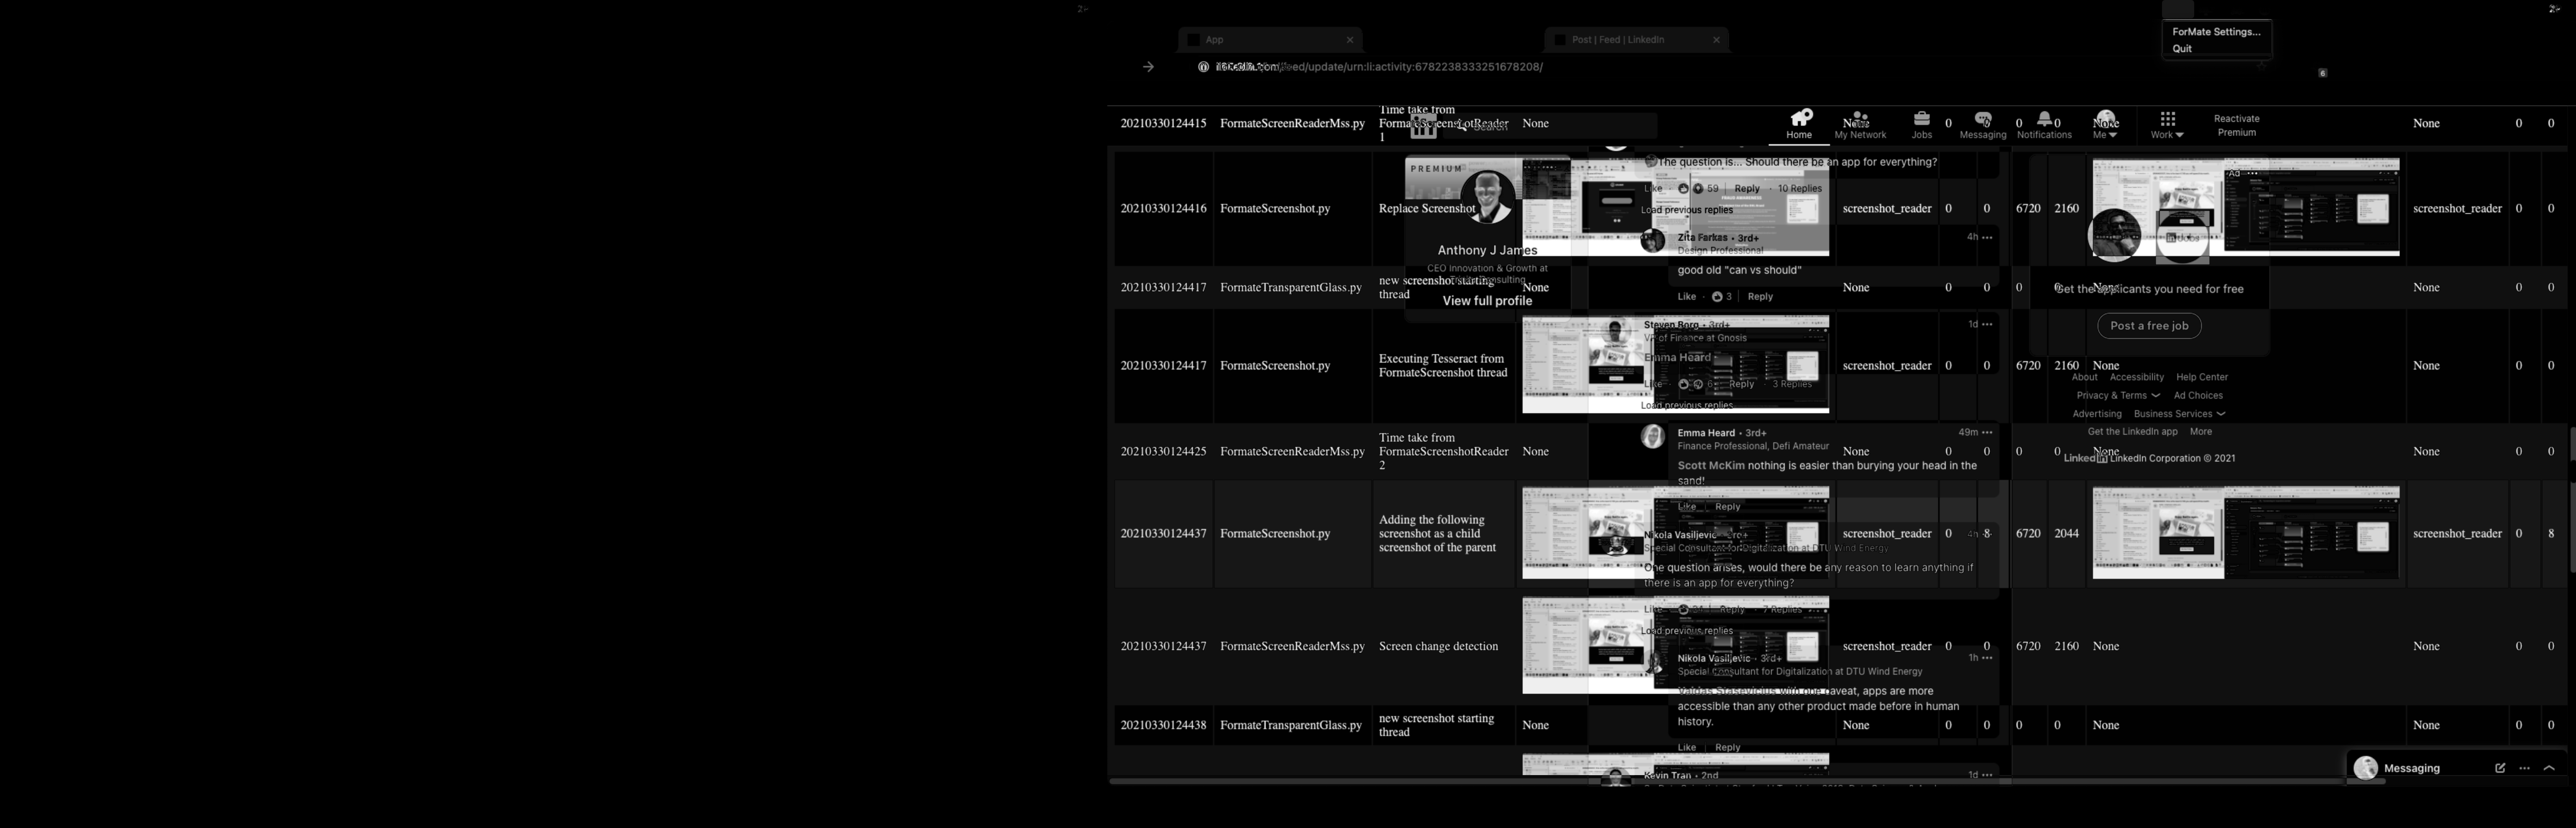 ForMate Settings...
Quit
App
Post | Feed | LinkedIn
ed/update/urn:li:activity:6782238333251678208/
6
20210330124415 FormateScreenReaderMss.py Time take from FormateScreenshotReader 1 None 0 0 0 0 None 0 0
Search
Home
My Network
Jobs
Messaging
Notifications
Me
Work
Reactivate Premium
PREMIUM
Anthony J James
CEO Innovation & Growth at
View full profile
The question is... Should there be an app for everything?
Like 59 Reply 10 Replies
Load previous replies
20210330124416 FormateScreenshot.py Replace Screenshot screenshot_reader 0 0 6720 2160 screenshot_reader 0 0
Zita Farkas • 3rd+ 4h
Design Professional
good old "can vs should"
Like 3 Reply
Ad
Get the applicants you need for free
Post a free job
20210330124417 FormateTransparentGlass.py new screenshot starting thread None None 0 0 0 None 0 0
Steven Borg • 3rd+ 1d
VP of Finance at Gnosis
Emma Heard
Like Reply 3 Replies
Load previous replies
20210330124417 FormateScreenshot.py Executing Tesseract from FormateScreenshot thread screenshot_reader 0 0 6720 2160 None None 0 0
About Accessibility Help Center
Privacy & Terms Ad Choices
Advertising Business Services
Get the LinkedIn app More
LinkedIn LinkedIn Corporation © 2021
20210330124425 FormateScreenReaderMss.py Time take from FormateScreenshotReader 2 None None 0 0 0 0 None None 0 0
Emma Heard • 3rd+ 49m
Finance Professional, Defi Amateur
Scott McKim nothing is easier than burying your head in the
sand!
Like Reply
20210330124437 FormateScreenshot.py Adding the following screenshot as a child screenshot of the parent screenshot_reader 0 8 6720 2044 screenshot_reader 0 8
Nikola Vasiljevic • 3rd+ 4h
Special Consultant for Digitalization at DTU Wind Energy
One question arises, would there be any reason to learn anything if
there is an app for everything?
Like Reply 7 Replies
Load previous replies
20210330124437 FormateScreenReaderMss.py Screen change detection screenshot_reader 0 0 6720 2160 None None 0 0
Nikola Vasiljevic • 3rd+ 1h
Special Consultant for Digitalization at DTU Wind Energy
with one caveat, apps are more
accessible than any other product made before in human
history.
Like Reply
20210330124438 FormateTransparentGlass.py new screenshot starting thread None None 0 0 0 0 None None 0 0
Kevin Tran • 2nd 1d
Messaging